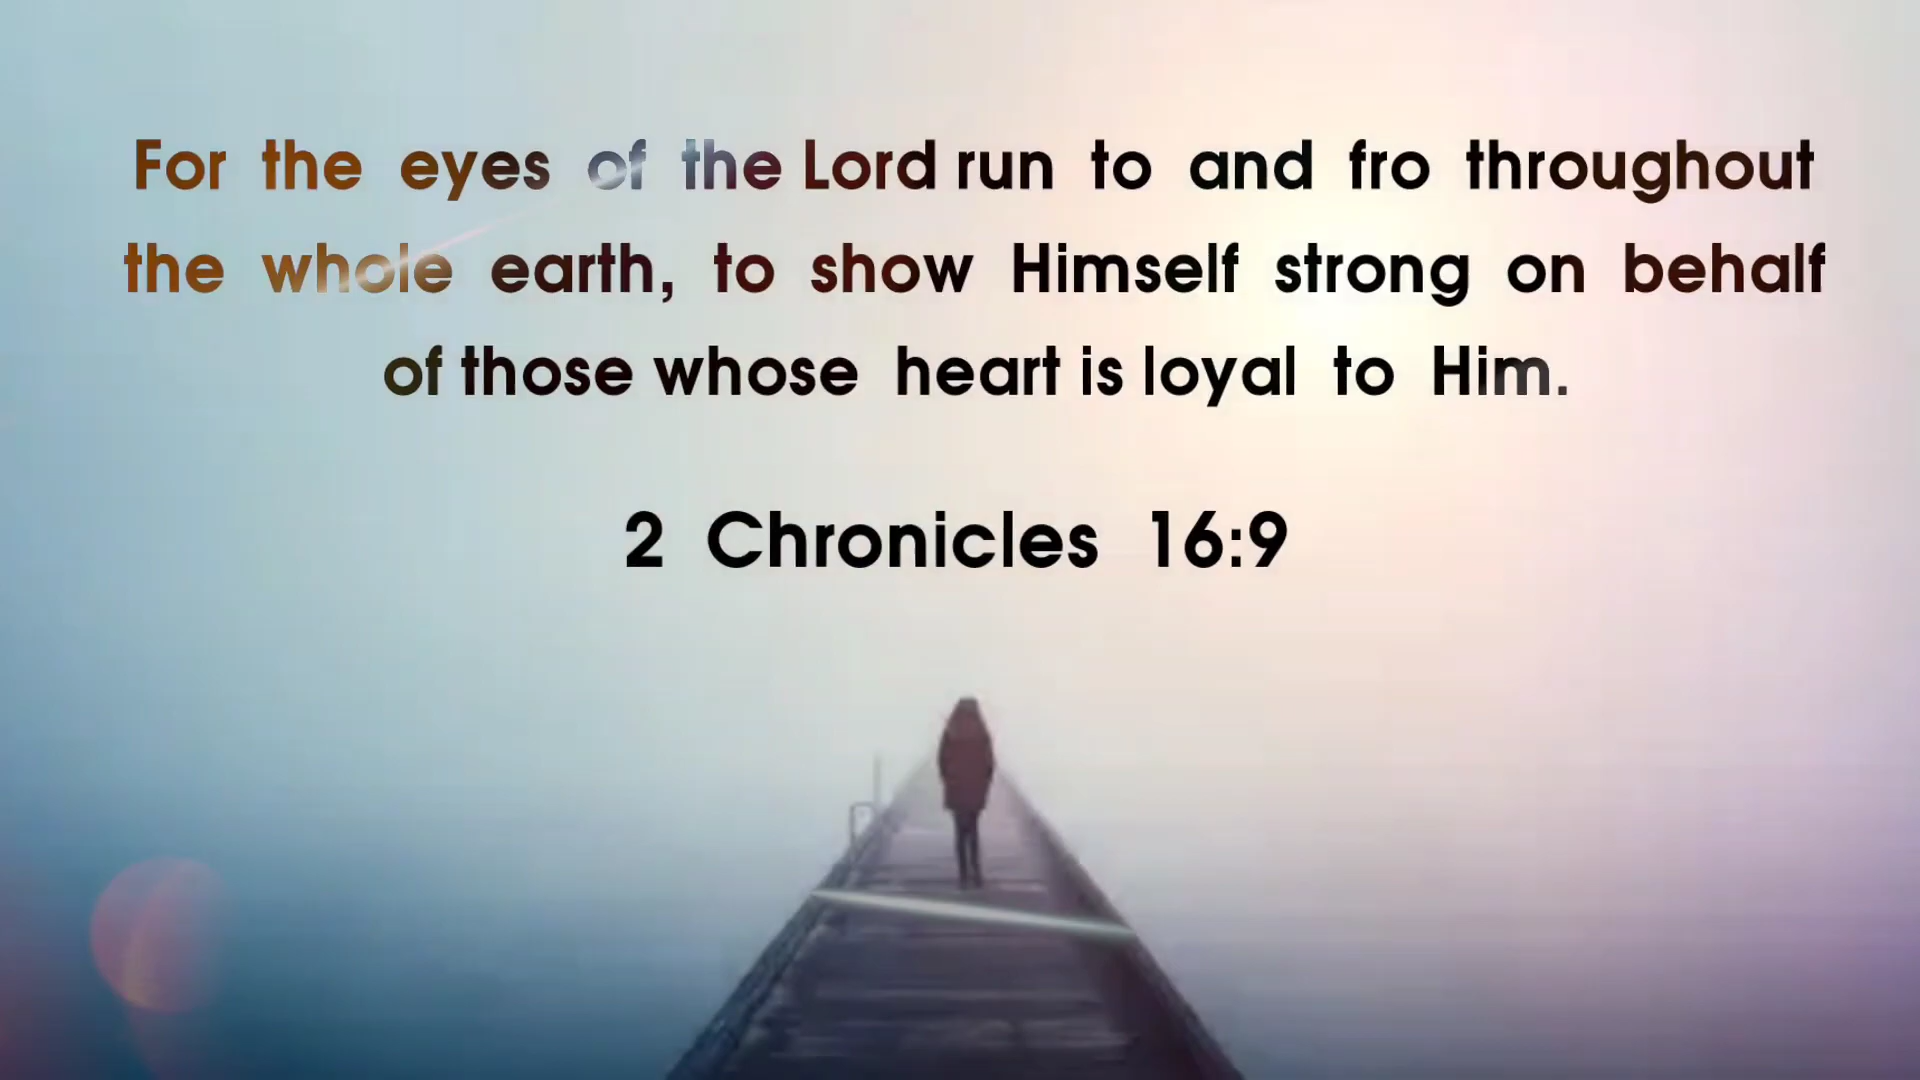 For the eyes of the Lord run to and fro throughout
the whole earth, to show Himself strong on behalf
of those whose heart is loyal to Him.
2 Chronicles 16:9